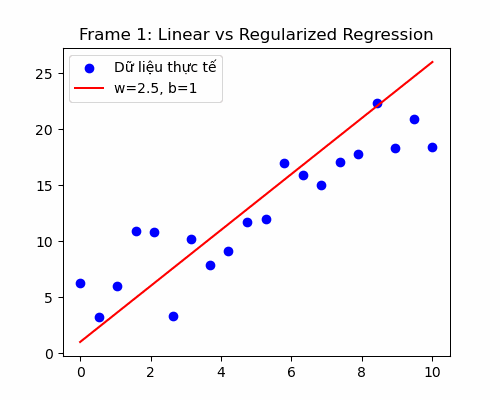 Frame 1: Linear vs Regularized Regression
Dữ liệu thực tế
w=2.5, b=1
25
20
15
10
5
0
0 2 4 6 8 10